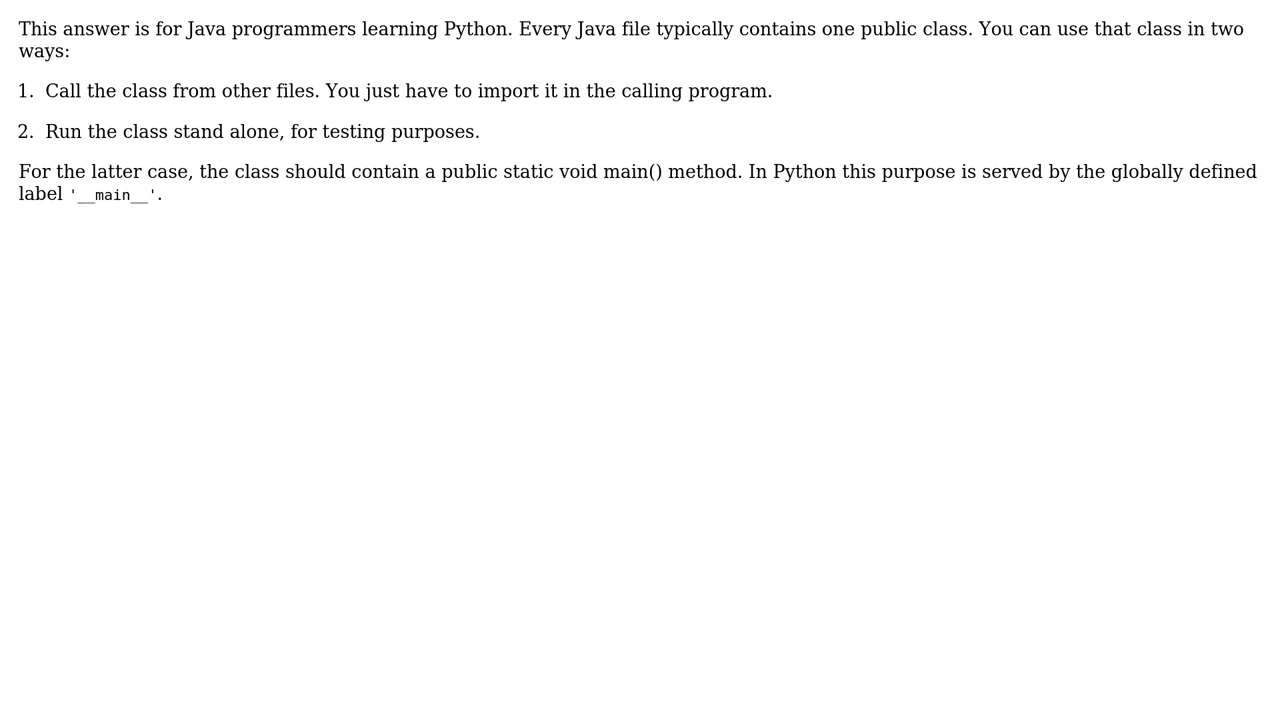 This answer is for Java programmers learning Python. Every Java file typically contains one public class. You can use that class in two
ways:
1. Call the class from other files. You just have to import it in the calling program.
2. Run the class stand alone, for testing purposes.
For the latter case, the class should contain a public static void main() method. In Python this purpose is served by the globally defined
label '__main__'.